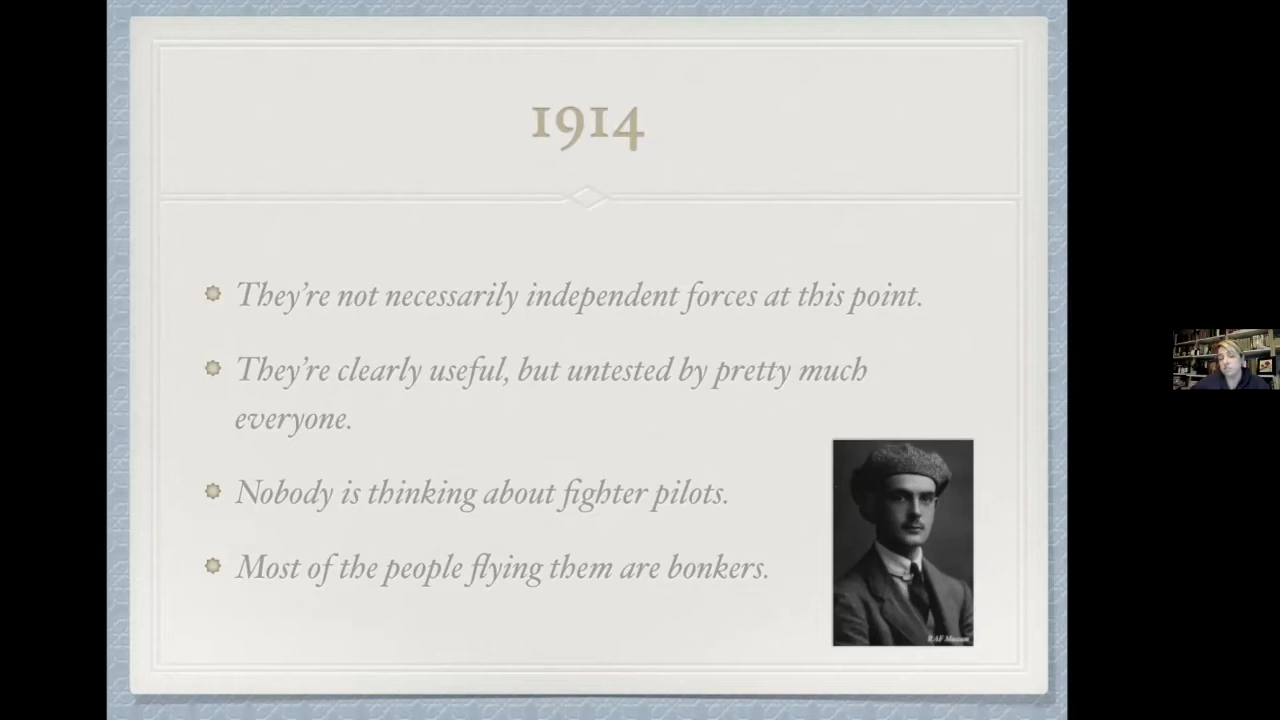 1914
They’re not necessarily independent forces at this point.
They’re clearly useful, but untested by pretty much
everyone.
Nobody is thinking about fighter pilots.
Most of the people flying them are bonkers.
RAF Museum